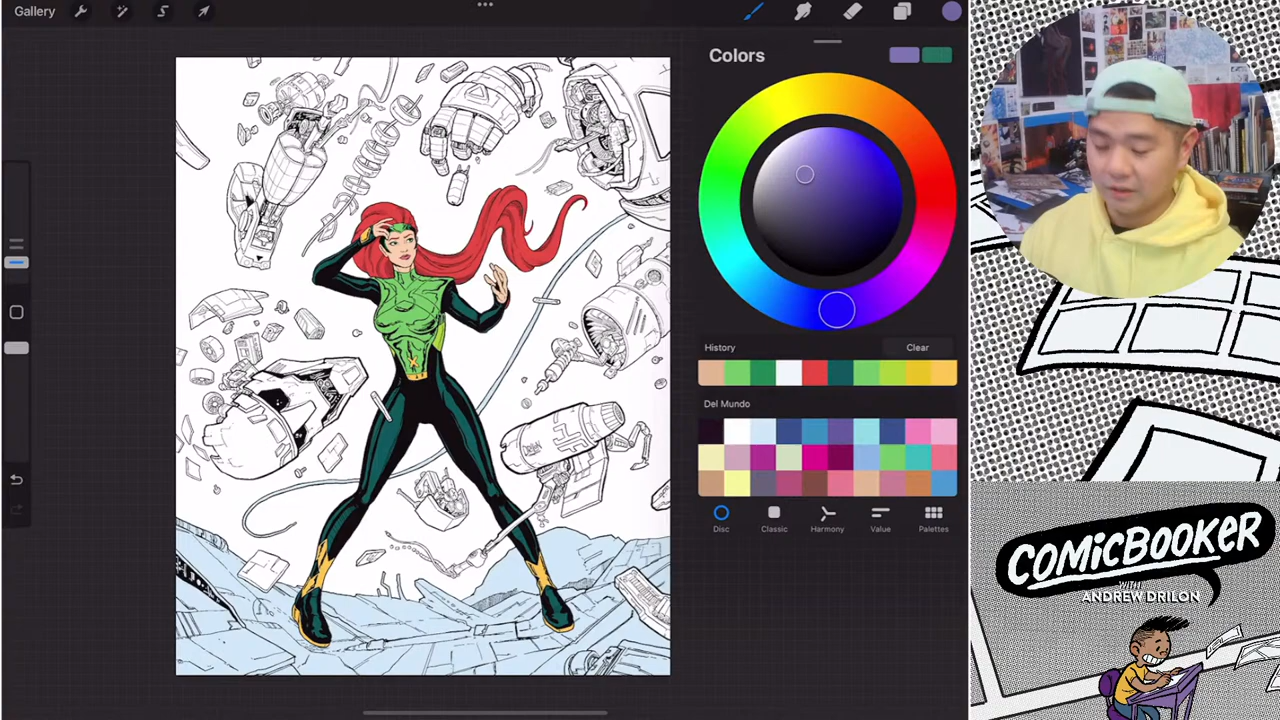 Gallery
Colors
History
Clear
Del Mundo
Disc
Classic
Harmony
Value
Palettes
COMiCBOOKER
WITH
ANDREW DRILON